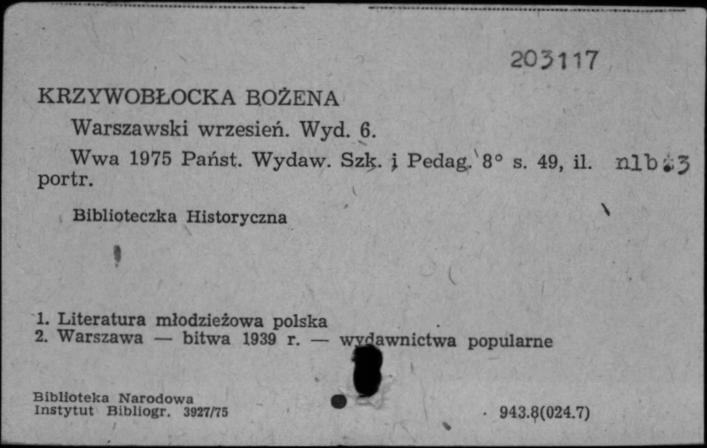 203117
KRZYWOBŁOCKA BOŻENA
Warszawski wrzesień. Wyd. 6.
Wwa 1975 Państ. Wydaw. Szk. i Pedag. 8° s. 49, il. nlb. 3
portr.
Biblioteczka Historyczna
1. Literatura młodzieżowa polska
2. Warszawa — bitwa 1939 r. — wydawnictwa popularne
Biblioteka Narodowa
Instytut Bibliogr. 3927/75
943.8(024.7)